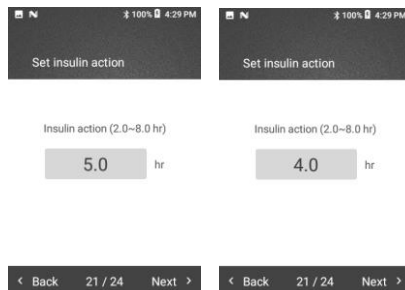 N 100% 4:29 PM
Set insulin action
Insulin action (2.0~8.0 hr)
5.0 hr
< Back 21 / 24 Next >
N 100% 4:29 PM
Set insulin action
Insulin action (2.0~8.0 hr)
4.0 hr
< Back 21 / 24 Next >